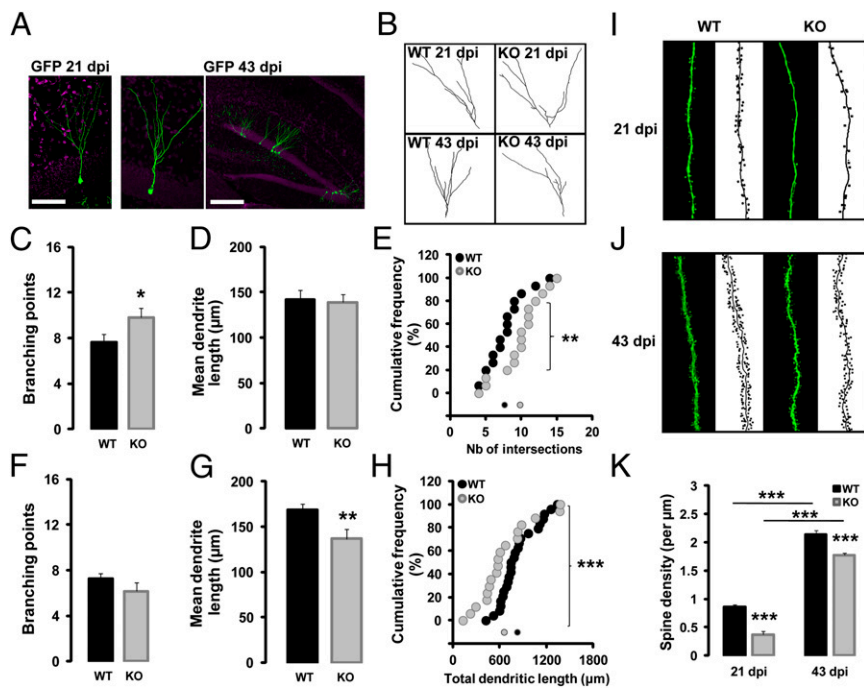 A
GFP 21 dpi
GFP 43 dpi
B
WT 21 dpi
KO 21 dpi
WT 43 dpi
KO 43 dpi
C
Branching points
16
12
8
4
0
*
WT
KO
D
Mean dendrite
length (µm)
200
150
100
50
0
WT
KO
E
Cumulative frequency
(%)
120
100
80
60
40
20
0
WT
KO
**
0
5
10
15
20
Nb of intersections
F
Branching points
16
12
8
4
0
WT
KO
G
Mean dendrite
length (µm)
200
150
100
50
0
**
WT
KO
H
Cumulative frequency
(%)
120
100
80
60
40
20
0
WT
KO
***
0
600
1200
1800
Total dendritic length (µm)
I
WT
KO
21 dpi
J
43 dpi
K
Spine density (per µm)
3
2.5
2
1.5
1
0.5
0
WT
KO
***
***
***
***
21 dpi
43 dpi